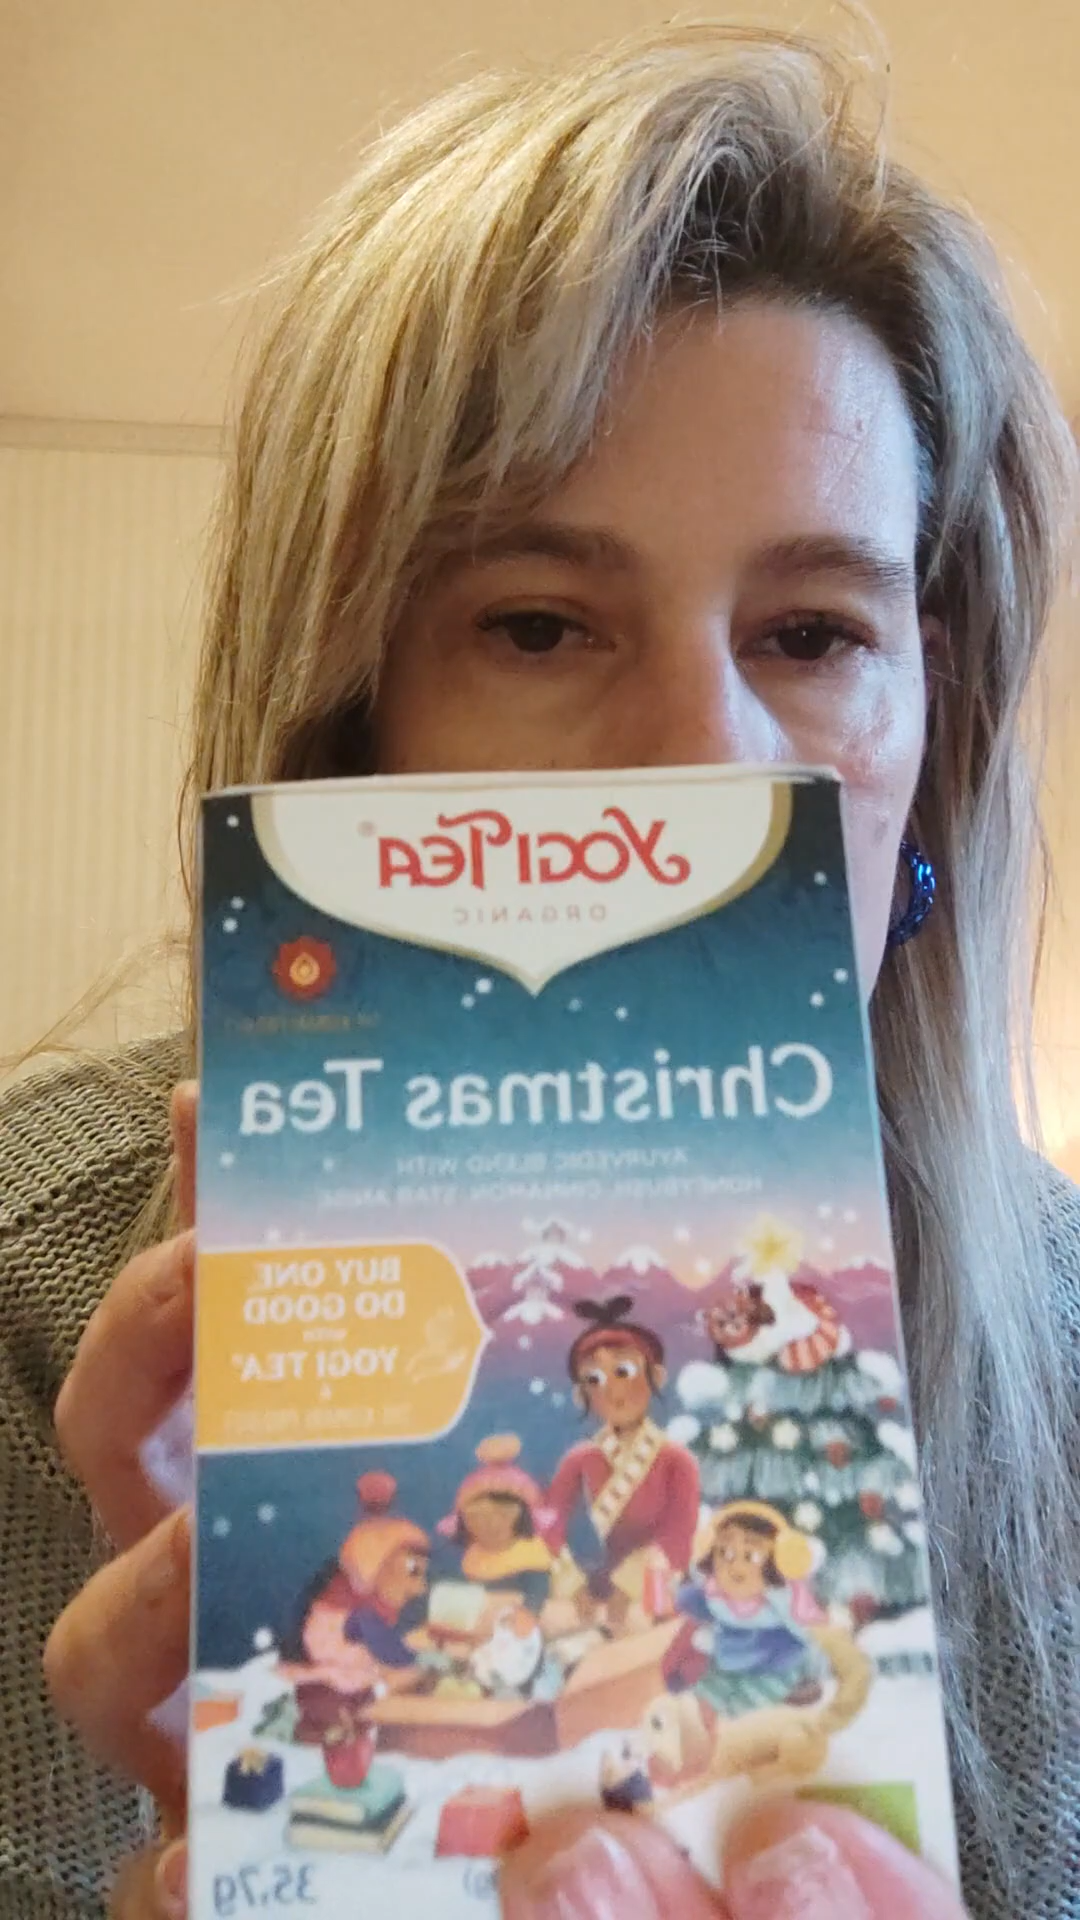 YOGI TEA®
ORGANIC
Christmas Tea
AYURVEDIC BLEND WITH
HONEYBUSH, CINNAMON, STAR ANISE
BUY ONE,
DO GOOD
WITH
YOGI TEA®
&
35,7g